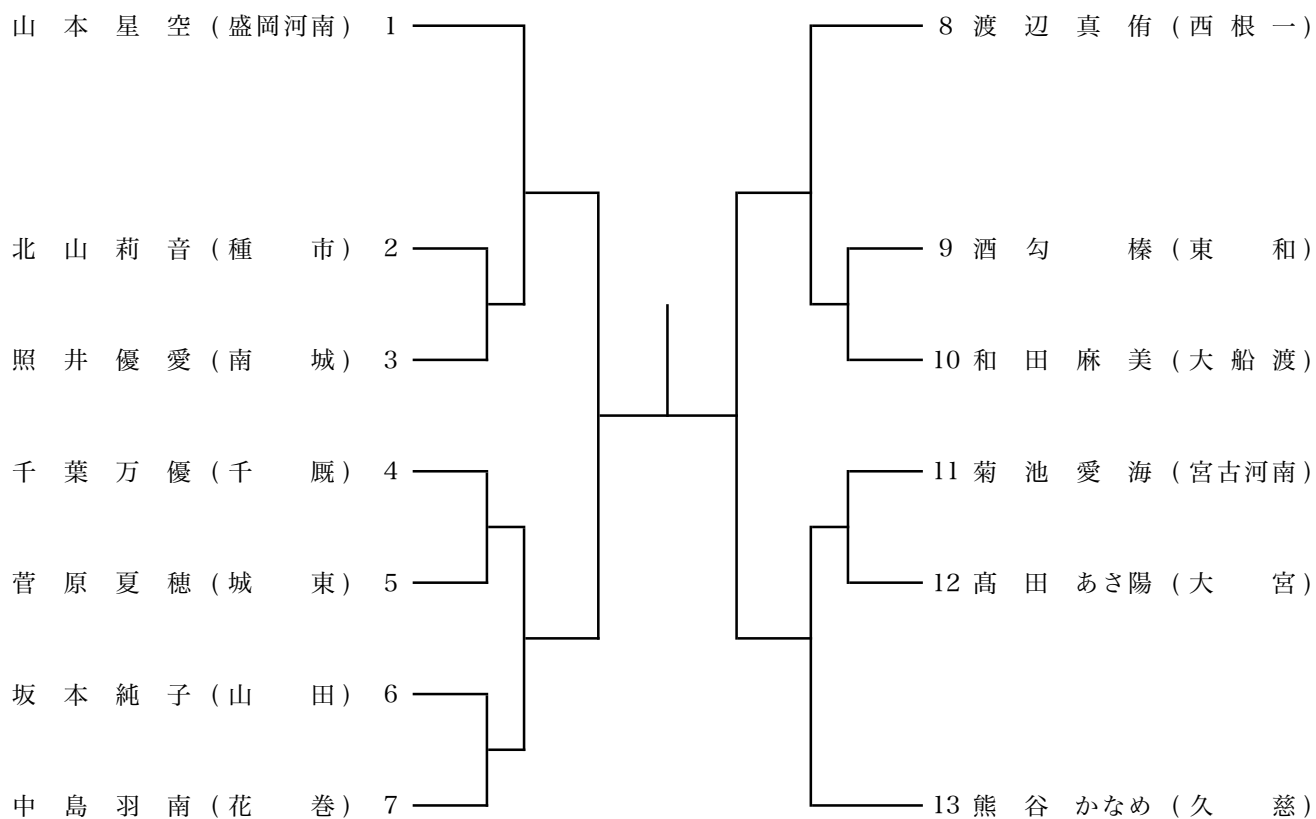 山本星空(盛岡河南) 1
北山莉音(種市) 2
照井優愛(南城) 3
千葉万優(千厩) 4
菅原夏穂(城東) 5
坂本純子(山田) 6
中島羽南(花巻) 7
8 渡辺真侑(西根一)
9 酒勾榛(東和)
10 和田麻美(大船渡)
11 菊池愛海(宮古河南)
12 髙田あさ陽(大宮)
13 熊谷かなめ(久慈)